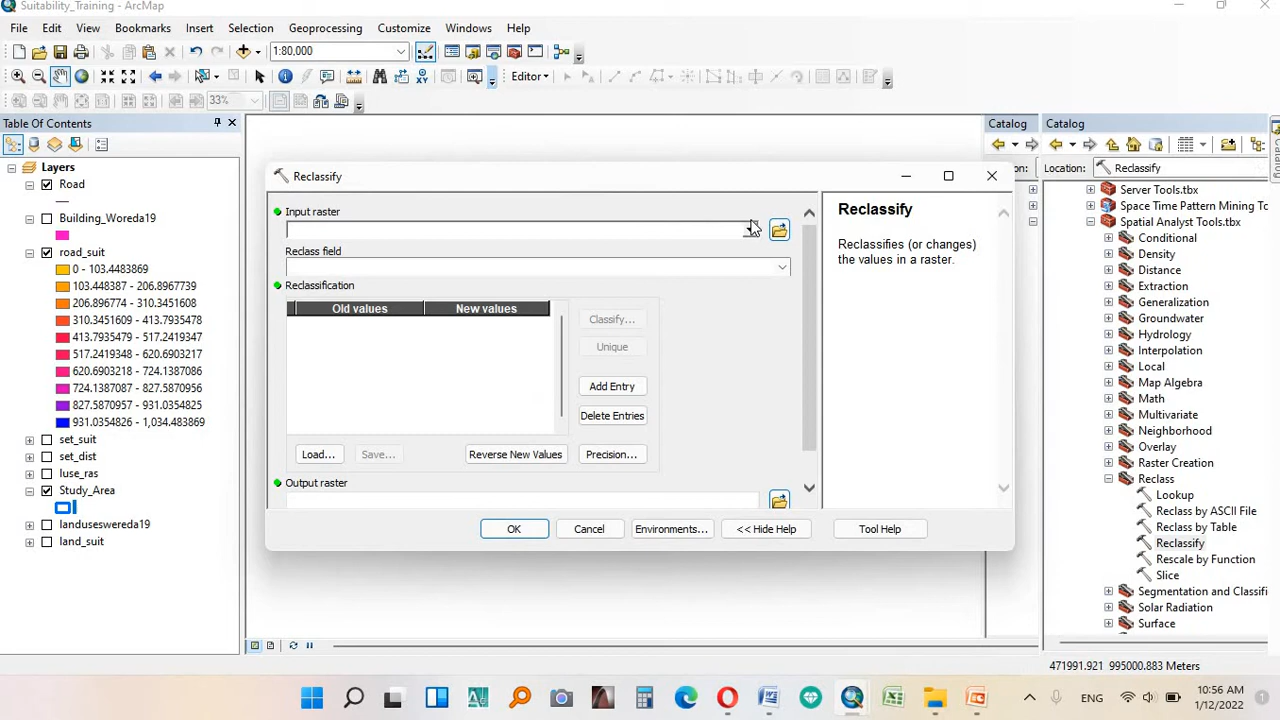 Suitability_Training - ArcMap
File Edit View Bookmarks Insert Selection Geoprocessing Customize Windows Help
1:80,000
Editor
33%
Table Of Contents
Layers
Road
Building_Woreda19
road_suit
0 - 103.4483869
103.448387 - 206.8967739
206.896774 - 310.3451608
310.3451609 - 413.7935478
413.7935479 - 517.2419347
517.2419348 - 620.6903217
620.6903218 - 724.1387086
724.1387087 - 827.5870956
827.5870957 - 931.0354825
931.0354826 - 1,034.483869
set_suit
set_dist
luse_ras
Study_Area
landuseswereda19
land_suit
Reclassify
Input raster
Reclass field
Reclassification
Old values New values
Classify...
Unique
Add Entry
Delete Entries
Load... Save... Reverse New Values Precision...
Output raster
OK Cancel Environments... << Hide Help Tool Help
Reclassify
Reclassifies (or changes)
the values in a raster.
Catalog
Catalog
Location: Reclassify
Server Tools.tbx
Space Time Pattern Mining To
Spatial Analyst Tools.tbx
Conditional
Density
Distance
Extraction
Generalization
Groundwater
Hydrology
Interpolation
Local
Map Algebra
Math
Multivariate
Neighborhood
Overlay
Raster Creation
Reclass
Lookup
Reclass by ASCII File
Reclass by Table
Reclassify
Rescale by Function
Slice
Segmentation and Classifi
Solar Radiation
Surface
471991.921 995000.883 Meters
ENG
10:56 AM
1/12/2022